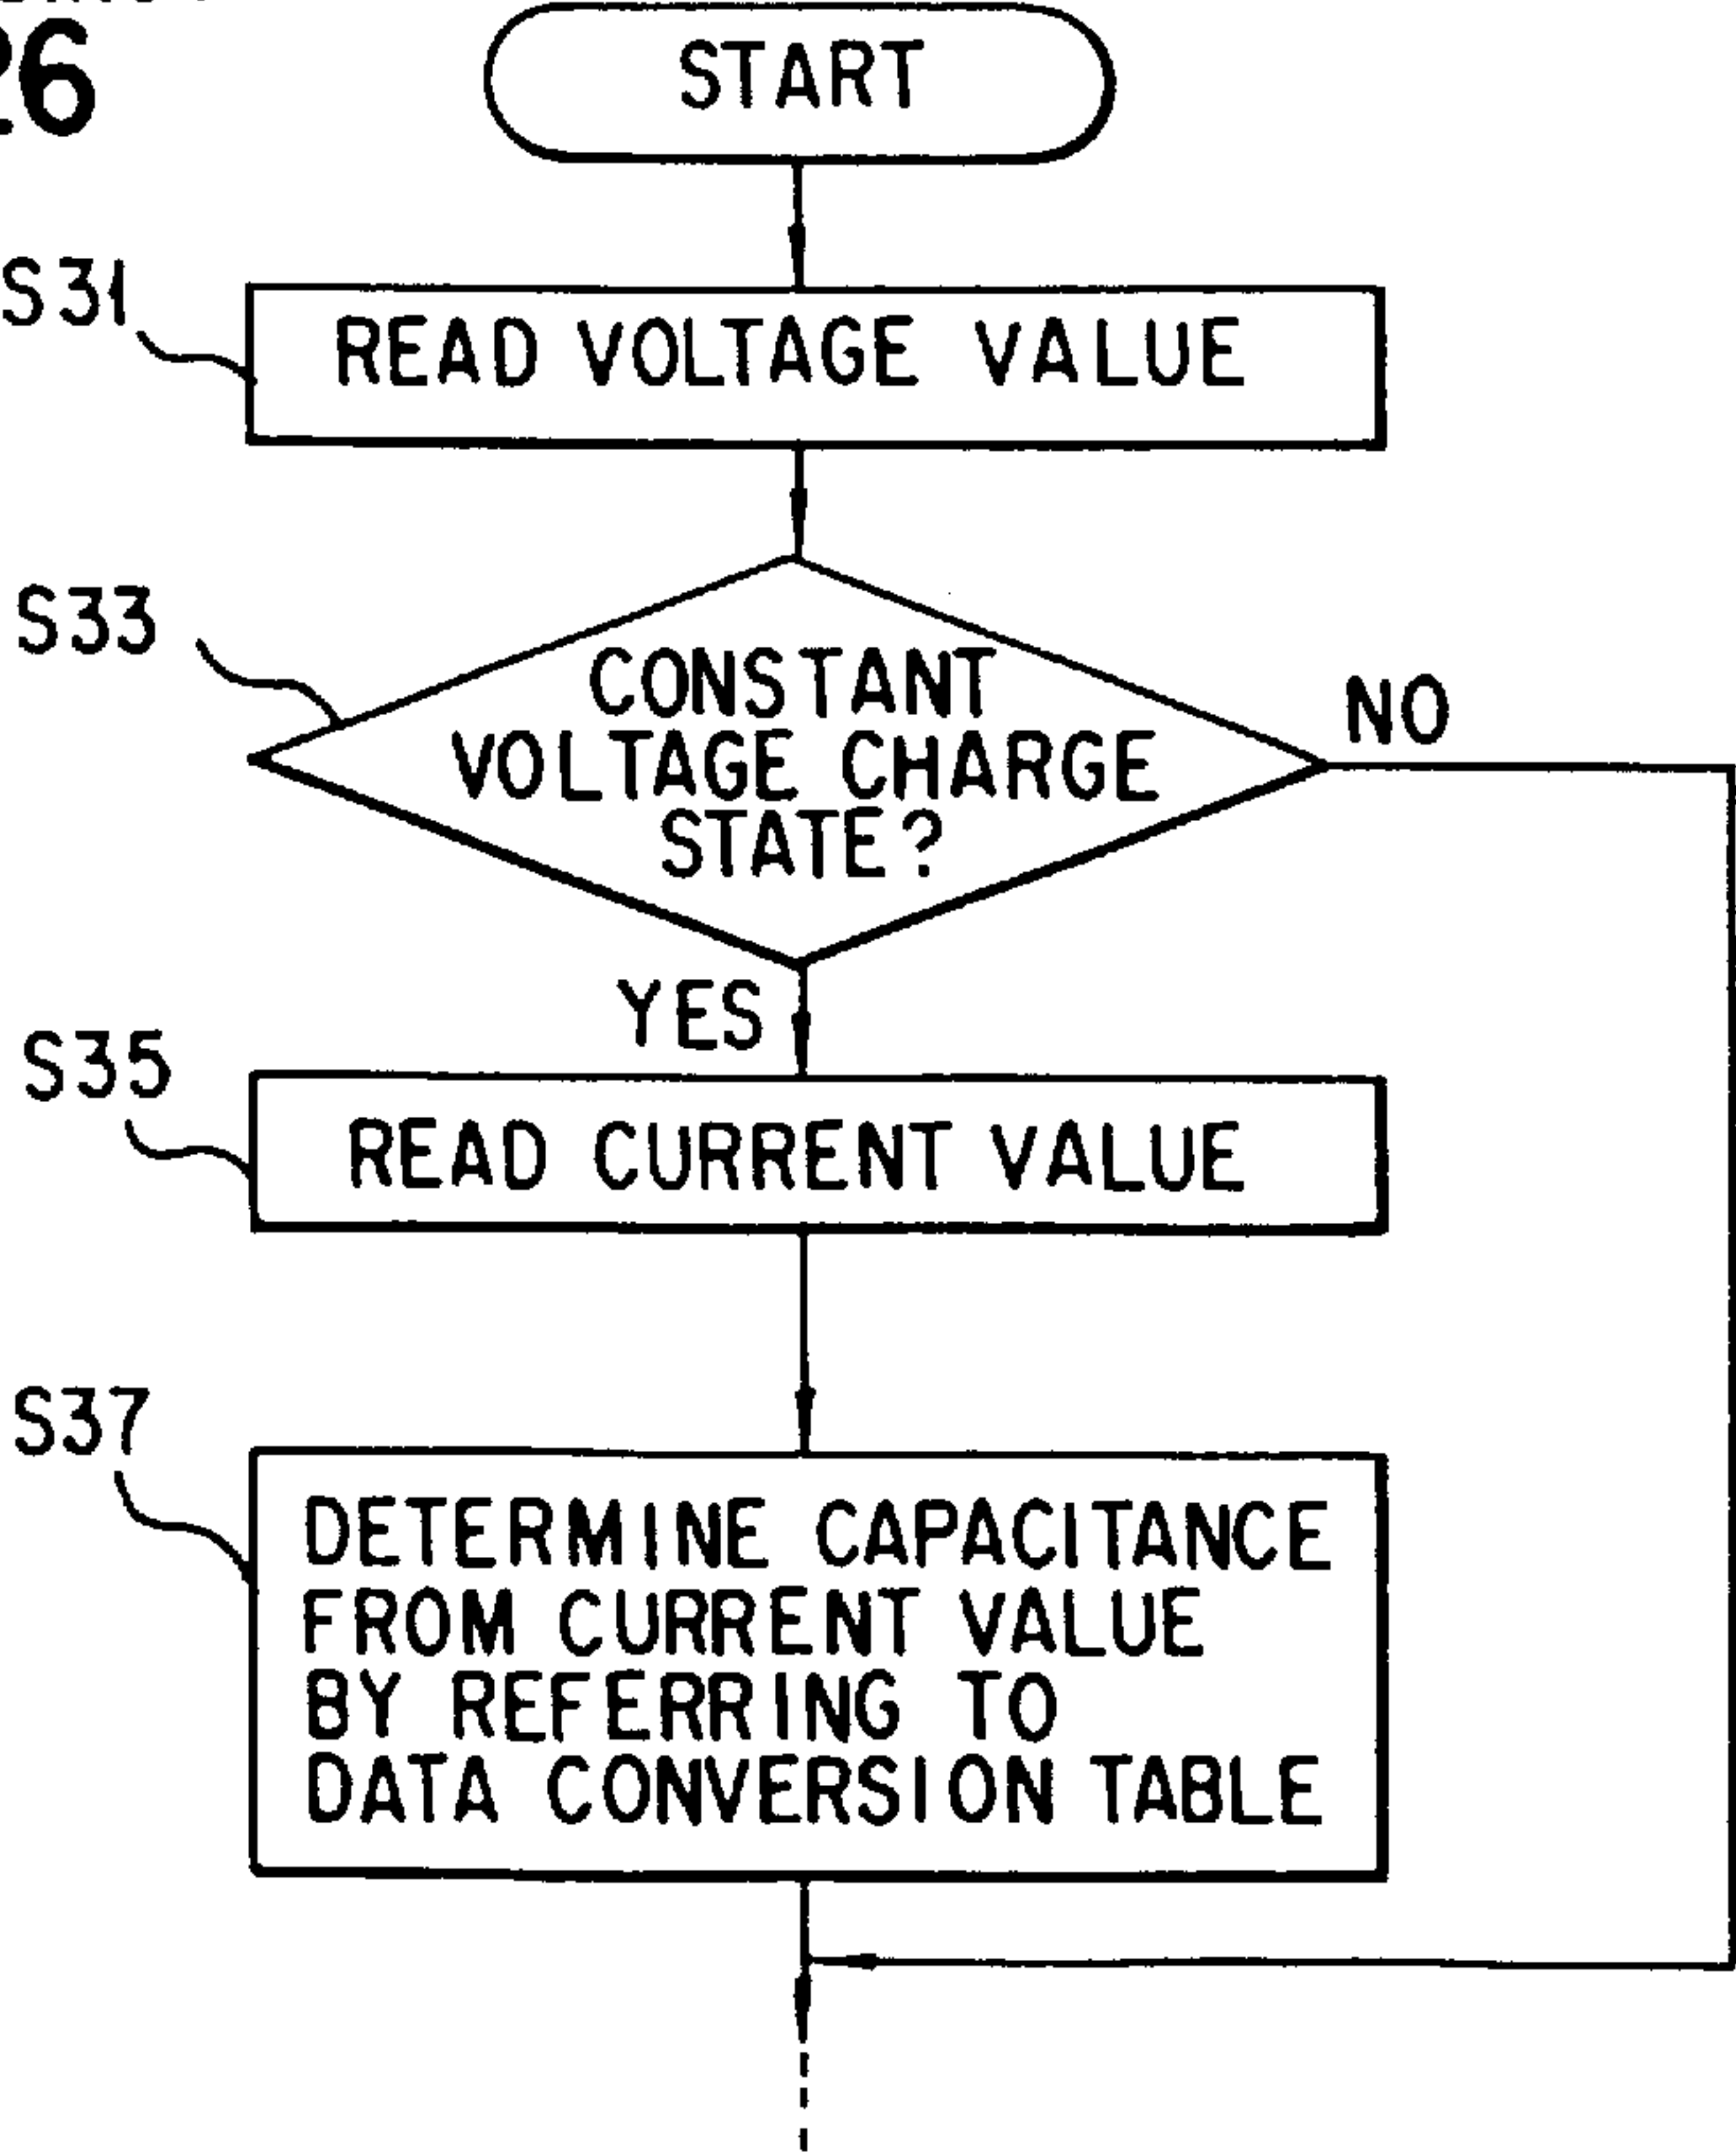 START
S31
READ VOLTAGE VALUE
S33
CONSTANT
VOLTAGE CHARGE
STATE?
NO
YES
S35
READ CURRENT VALUE
S37
DETERMINE CAPACITANCE
FROM CURRENT VALUE
BY REFERRING TO
DATA CONVERSION TABLE